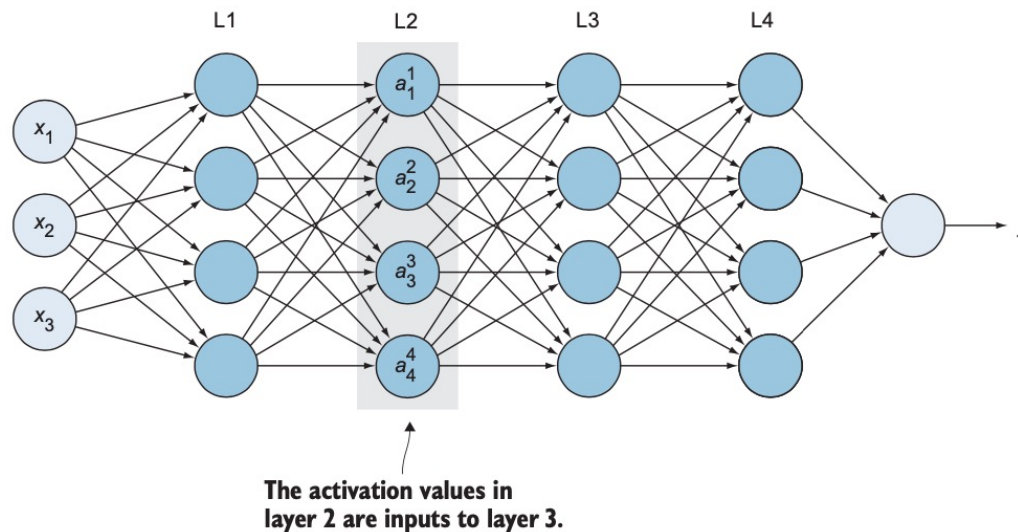 L1 L2 L3 L4
x₁
x₂
x₃
a₁¹
a₂²
a₃³
a₄⁴
The activation values in
layer 2 are inputs to layer 3.